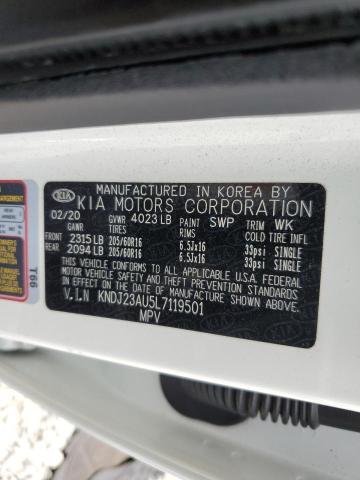 MANUFACTURED IN KOREA BY
KIA KIA MOTORS CORPORATION
02/20 GVWR 4023 LB PAINT SWP TRIM WK
GAWR TIRES RIMS COLD TIRE INFL
FRONT 2315 LB 205/60R16 6.5Jx16 33psi SINGLE
REAR 2094 LB 205/60R16 6.5Jx16 33psi SINGLE
THIS VEHICLE CONFORMS TO ALL APPLICABLE U.S.A. FEDERAL
MOTOR VEHICLE SAFETY, BUMPER, AND THEFT PREVENTION STANDARDS
IN EFFECT ON THE DATE OF MANUFACTURE SHOWN ABOVE.
V.I.N KNDJ23AU5L7119501
MPV
T66